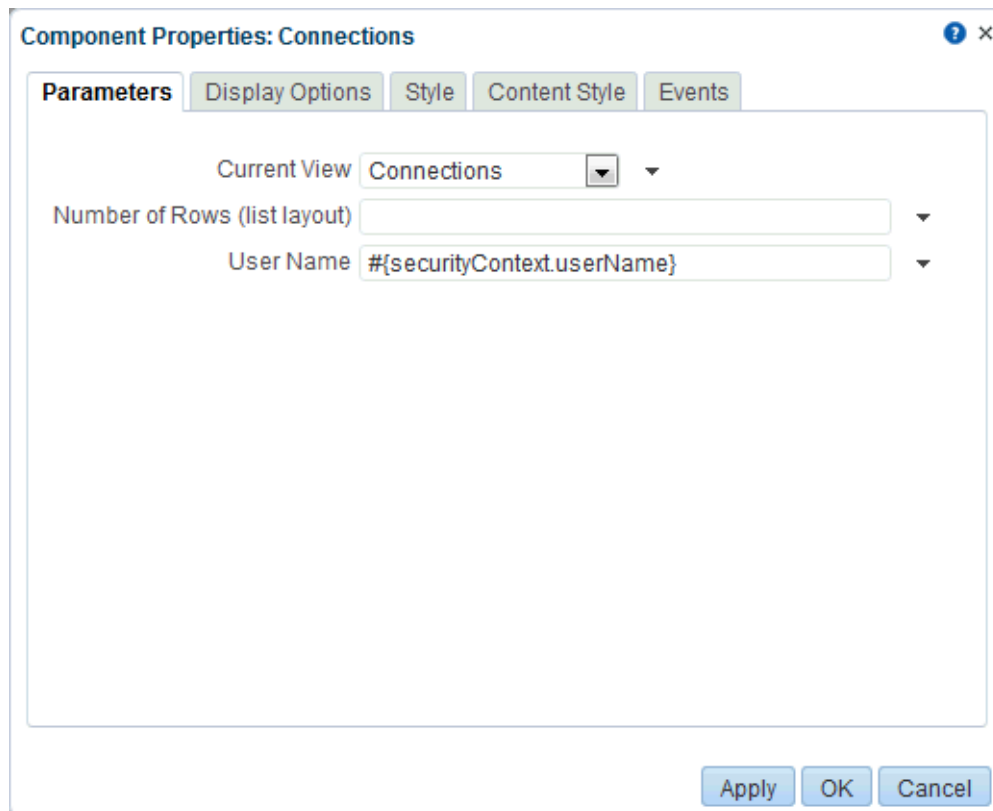 Component Properties: Connections
Parameters Display Options Style Content Style Events
Current View Connections
Number of Rows (list layout)
User Name #{securityContext.userName}
Apply OK Cancel